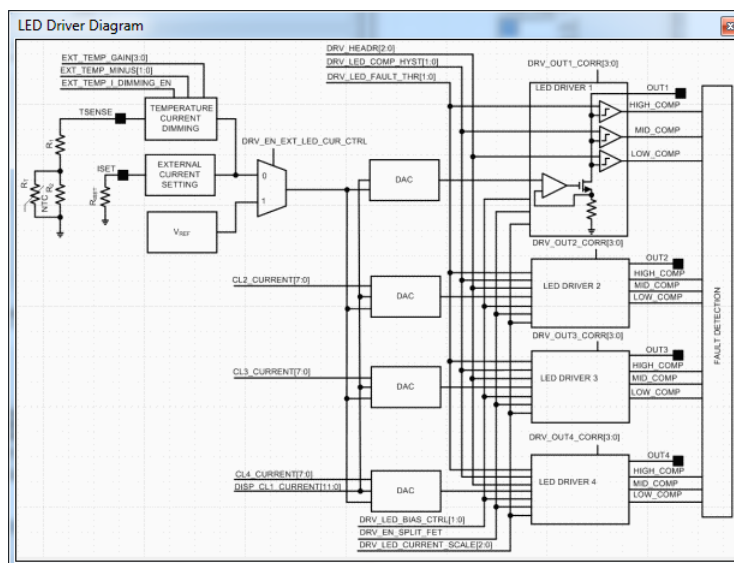 LED Driver Diagram
EXT_TEMP_GAIN[3:0]
EXT_TEMP_MINUS[1:0]
EXT_TEMP_I_DIMMING_EN
TSENSE
TEMPERATURE
CURRENT
DIMMING
ISET
EXTERNAL
CURRENT
SETTING
DRV_EN_EXT_LED_CUR_CTRL
0
1
VREF
R1
RT
NTC
R2
RISET
DRV_HEADR[2:0]
DRV_LED_COMP_HYST[1:0]
DRV_LED_FAULT_THR[1:0]
DRV_OUT1_CORR[3:0]
LED DRIVER 1
OUT1
HIGH_COMP
MID_COMP
LOW_COMP
DAC
DRV_OUT2_CORR[3:0]
OUT2
LED DRIVER 2
HIGH_COMP
MID_COMP
LOW_COMP
CL2_CURRENT[7:0]
DAC
DRV_OUT3_CORR[3:0]
OUT3
LED DRIVER 3
HIGH_COMP
MID_COMP
LOW_COMP
CL3_CURRENT[7:0]
DAC
DRV_OUT4_CORR[3:0]
OUT4
LED DRIVER 4
HIGH_COMP
MID_COMP
LOW_COMP
CL4_CURRENT[7:0]
DISP_CL1_CURRENT[11:0]
DAC
DRV_LED_BIAS_CTRL[1:0]
DRV_EN_SPLIT_FET
DRV_LED_CURRENT_SCALE[2:0]
FAULT DETECTION